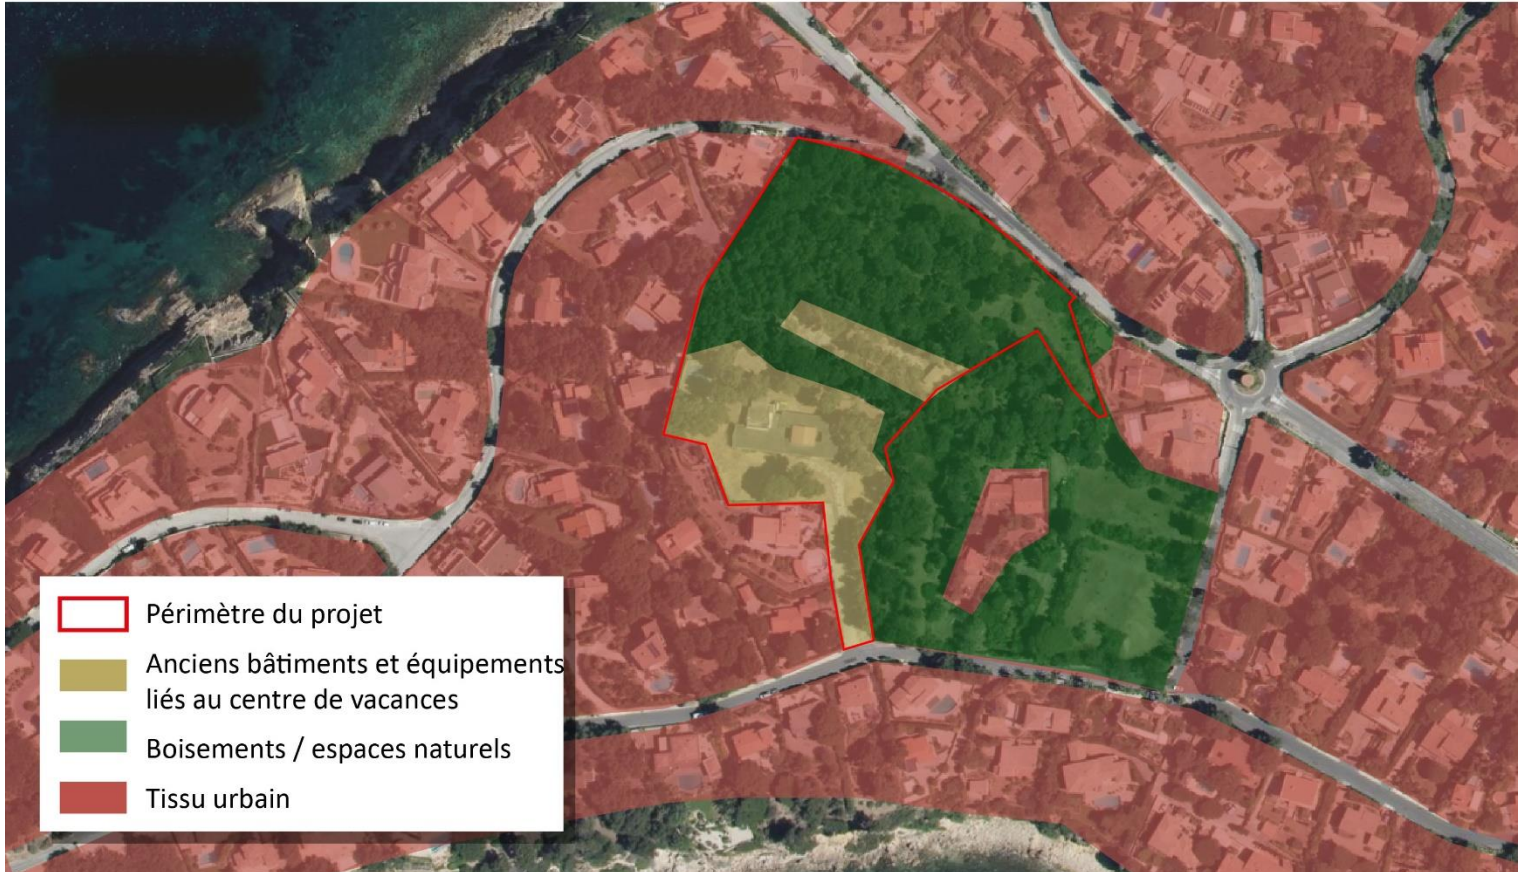 Périmètre du projet
Anciens bâtiments et équipements
liés au centre de vacances
Boisements / espaces naturels
Tissu urbain